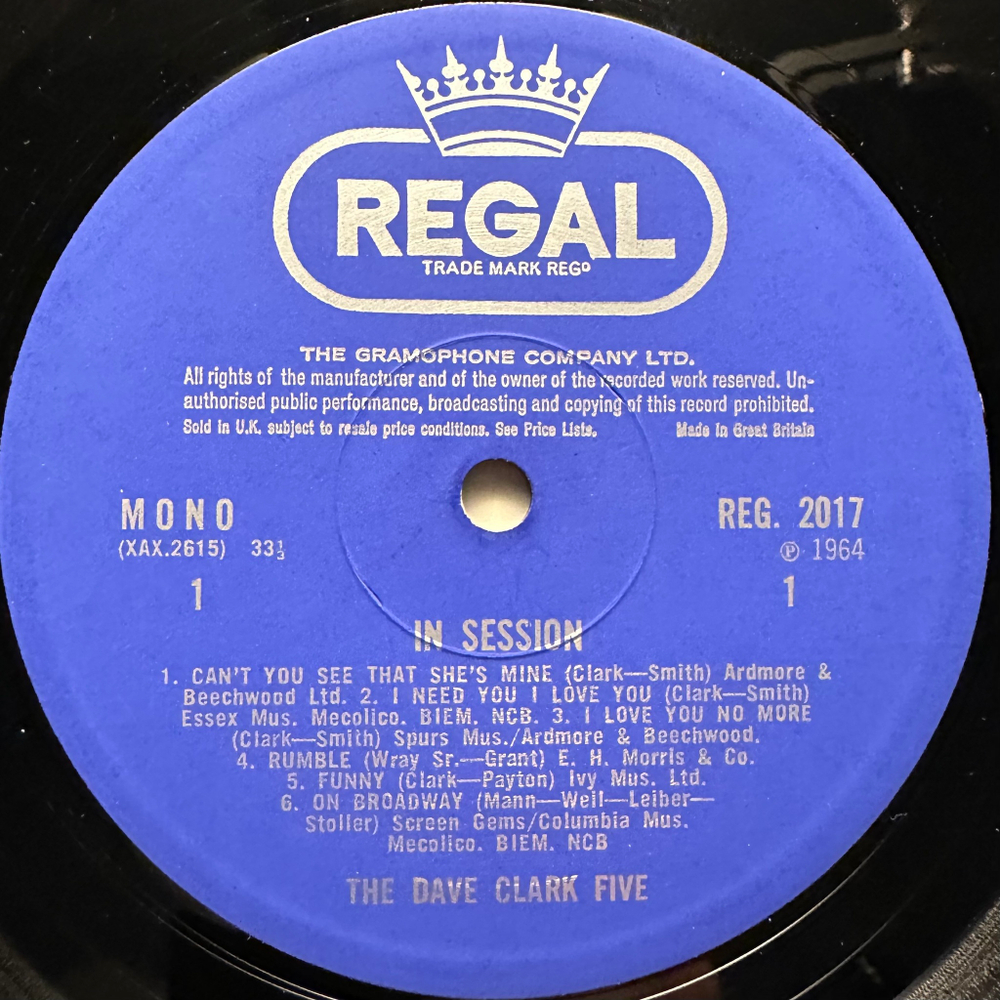 REGAL
TRADE MARK REGᴰ
THE GRAMOPHONE COMPANY LTD.
All rights of the manufacturer and of the owner of the recorded work reserved. Un-
authorised public performance, broadcasting and copying of this record prohibited.
Sold in U.K. subject to resale price conditions. See Price Lists. Made in Great Britain
MONO REG. 2017
(XAX.2615) 33⅓ ℗ 1964
1 1
IN SESSION
1. CAN'T YOU SEE THAT SHE'S MINE (Clark—Smith) Ardmore &
Beechwood Ltd. 2. I NEED YOU I LOVE YOU (Clark—Smith)
Essex Mus. Mecolico. BIEM. NCB. 3. I LOVE YOU NO MORE
(Clark—Smith) Spurs Mus./Ardmore & Beechwood.
4. RUMBLE (Wray Sr.—Grant) E. H. Morris & Co.
5. FUNNY (Clark—Payton) Ivy Mus. Ltd.
6. ON BROADWAY (Mann—Weil—Leiber—
Stoller) Screen Gems/Columbia Mus.
Mecolico. BIEM. NCB
THE DAVE CLARK FIVE